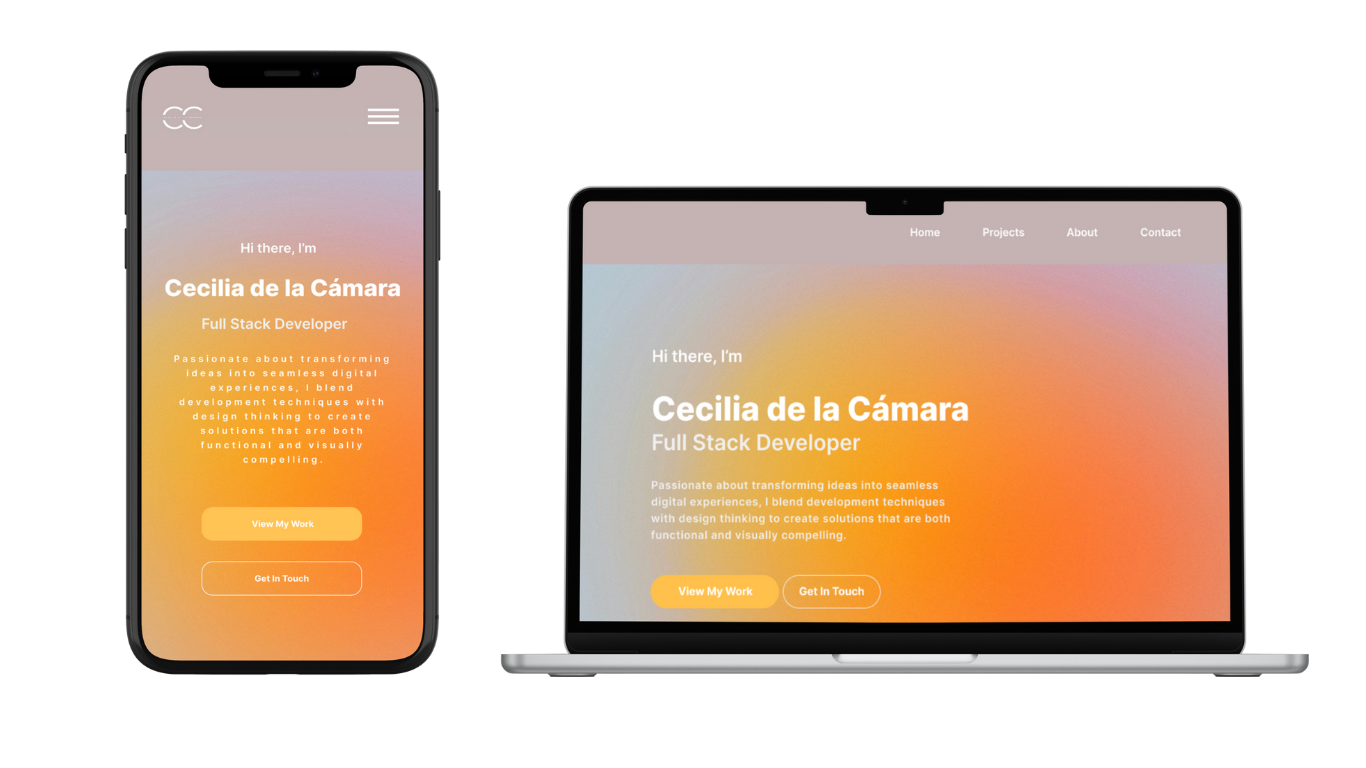 CC
Hi there, I'm
Cecilia de la Cámara
Full Stack Developer
Passionate about transforming
ideas into seamless digital
experiences, I blend
development techniques with
design thinking to create
solutions that are both
functional and visually
compelling.
View My Work
Get In Touch
Home Projects About Contact
Hi there, I'm
Cecilia de la Cámara
Full Stack Developer
Passionate about transforming ideas into seamless
digital experiences, I blend development techniques
with design thinking to create solutions that are both
functional and visually compelling.
View My Work Get In Touch